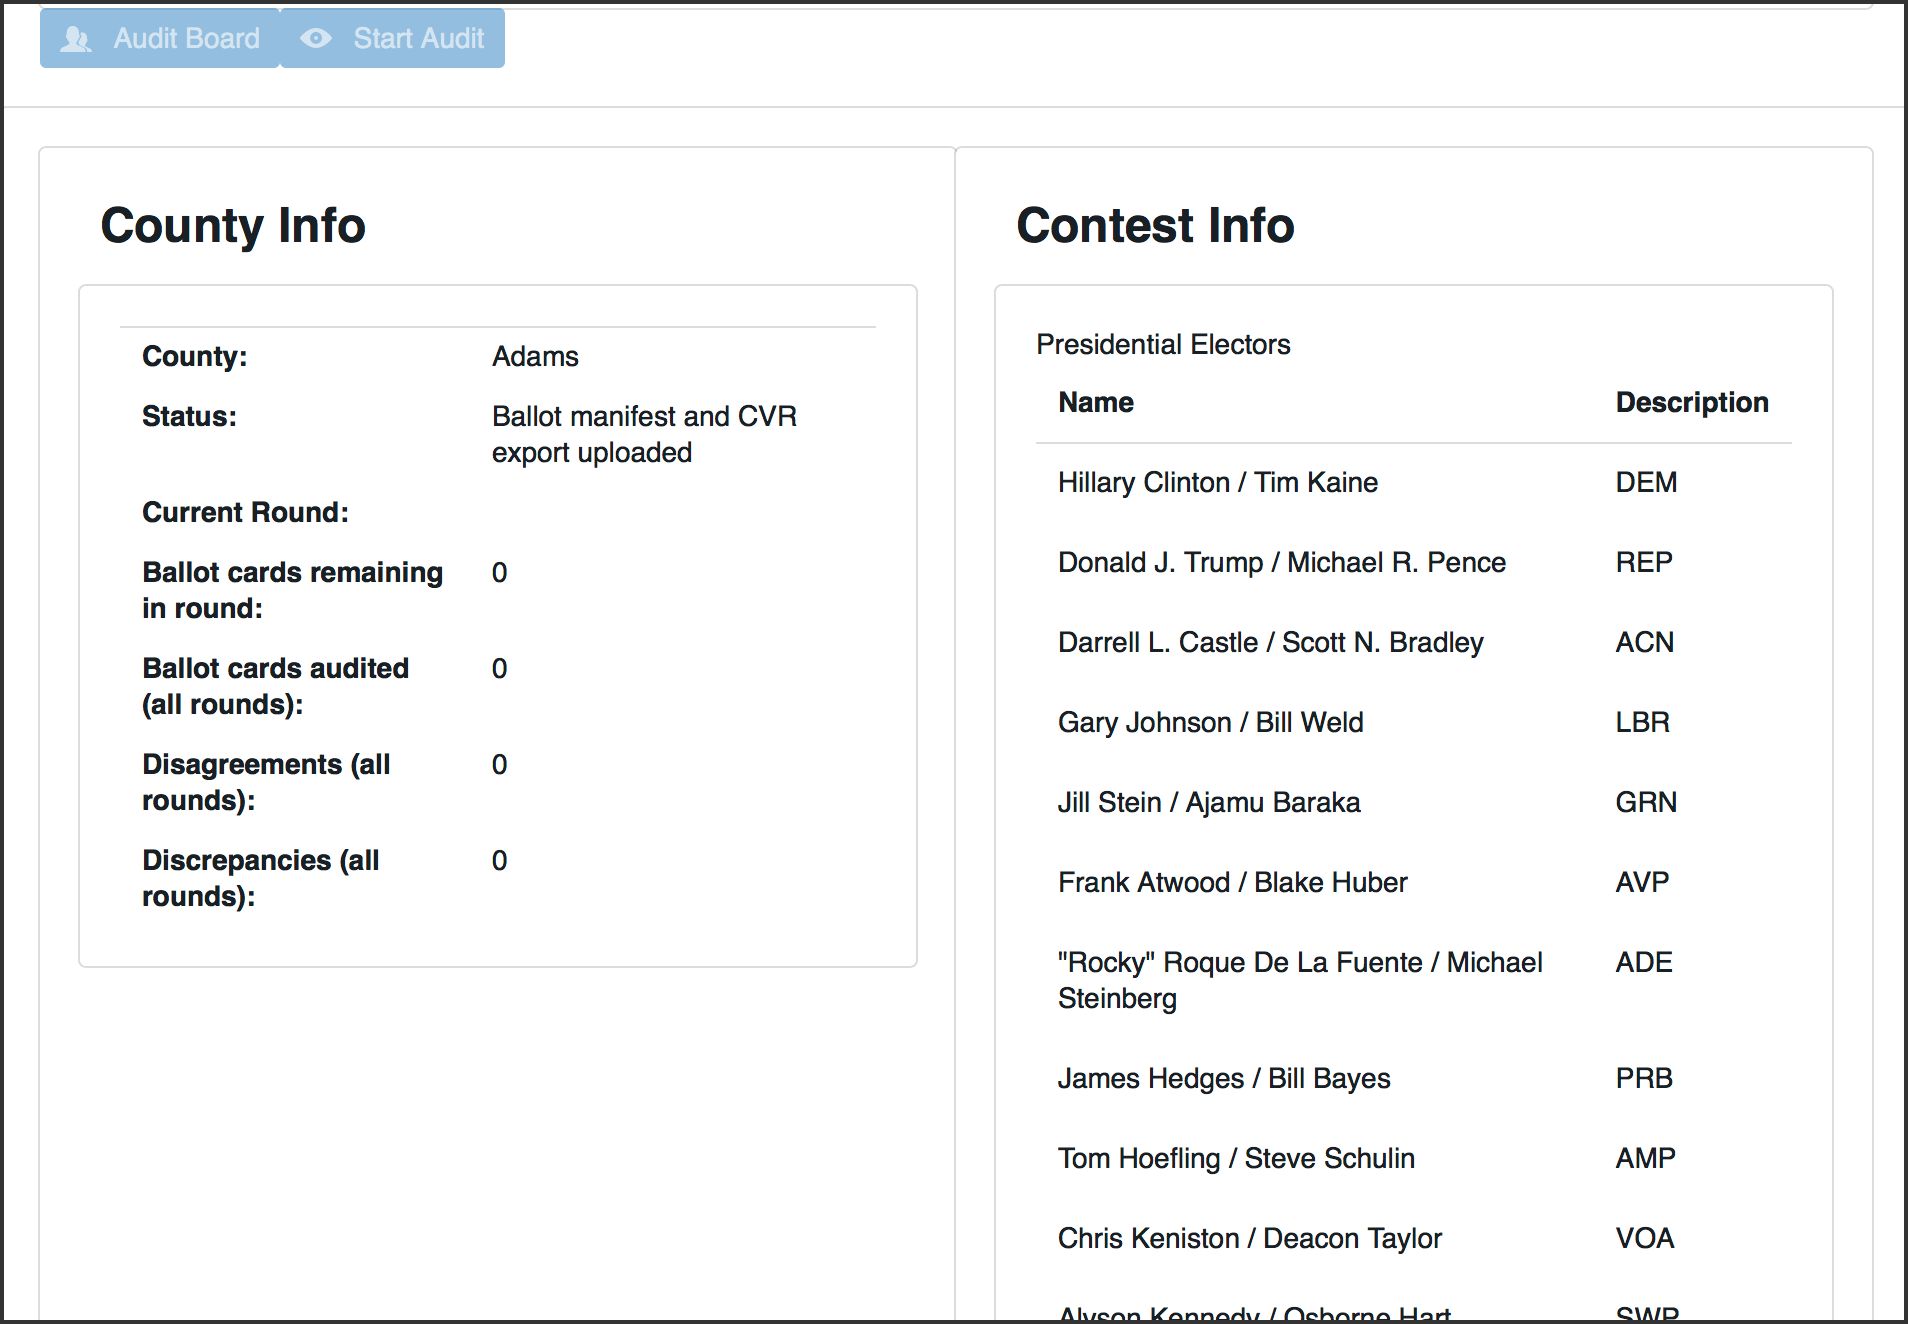 Audit Board Start Audit
County Info
County: Adams
Status: Ballot manifest and CVR
export uploaded
Current Round:
Ballot cards remaining 0
in round:
Ballot cards audited 0
(all rounds):
Disagreements (all 0
rounds):
Discrepancies (all 0
rounds):
Contest Info
Presidential Electors
Name Description
Hillary Clinton / Tim Kaine DEM
Donald J. Trump / Michael R. Pence REP
Darrell L. Castle / Scott N. Bradley ACN
Gary Johnson / Bill Weld LBR
Jill Stein / Ajamu Baraka GRN
Frank Atwood / Blake Huber AVP
"Rocky" Roque De La Fuente / Michael ADE
Steinberg
James Hedges / Bill Bayes PRB
Tom Hoefling / Steve Schulin AMP
Chris Keniston / Deacon Taylor VOA
Alyson Kennedy / Osborne Hart SWP